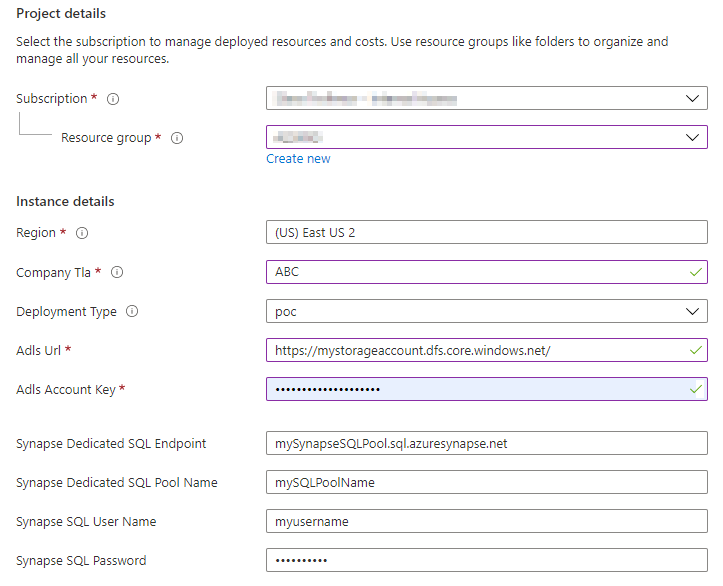 Project details
Select the subscription to manage deployed resources and costs. Use resource groups like folders to organize and
manage all your resources.
Subscription *
Resource group *
Create new
Instance details
Region * (US) East US 2
Company Tla * ABC
Deployment Type poc
Adls Url * https://mystorageaccount.dfs.core.windows.net/
Adls Account Key * ••••••••••••••••••••
Synapse Dedicated SQL Endpoint mySynapseSQLPool.sql.azuresynapse.net
Synapse Dedicated SQL Pool Name mySQLPoolName
Synapse SQL User Name myusername
Synapse SQL Password ••••••••••